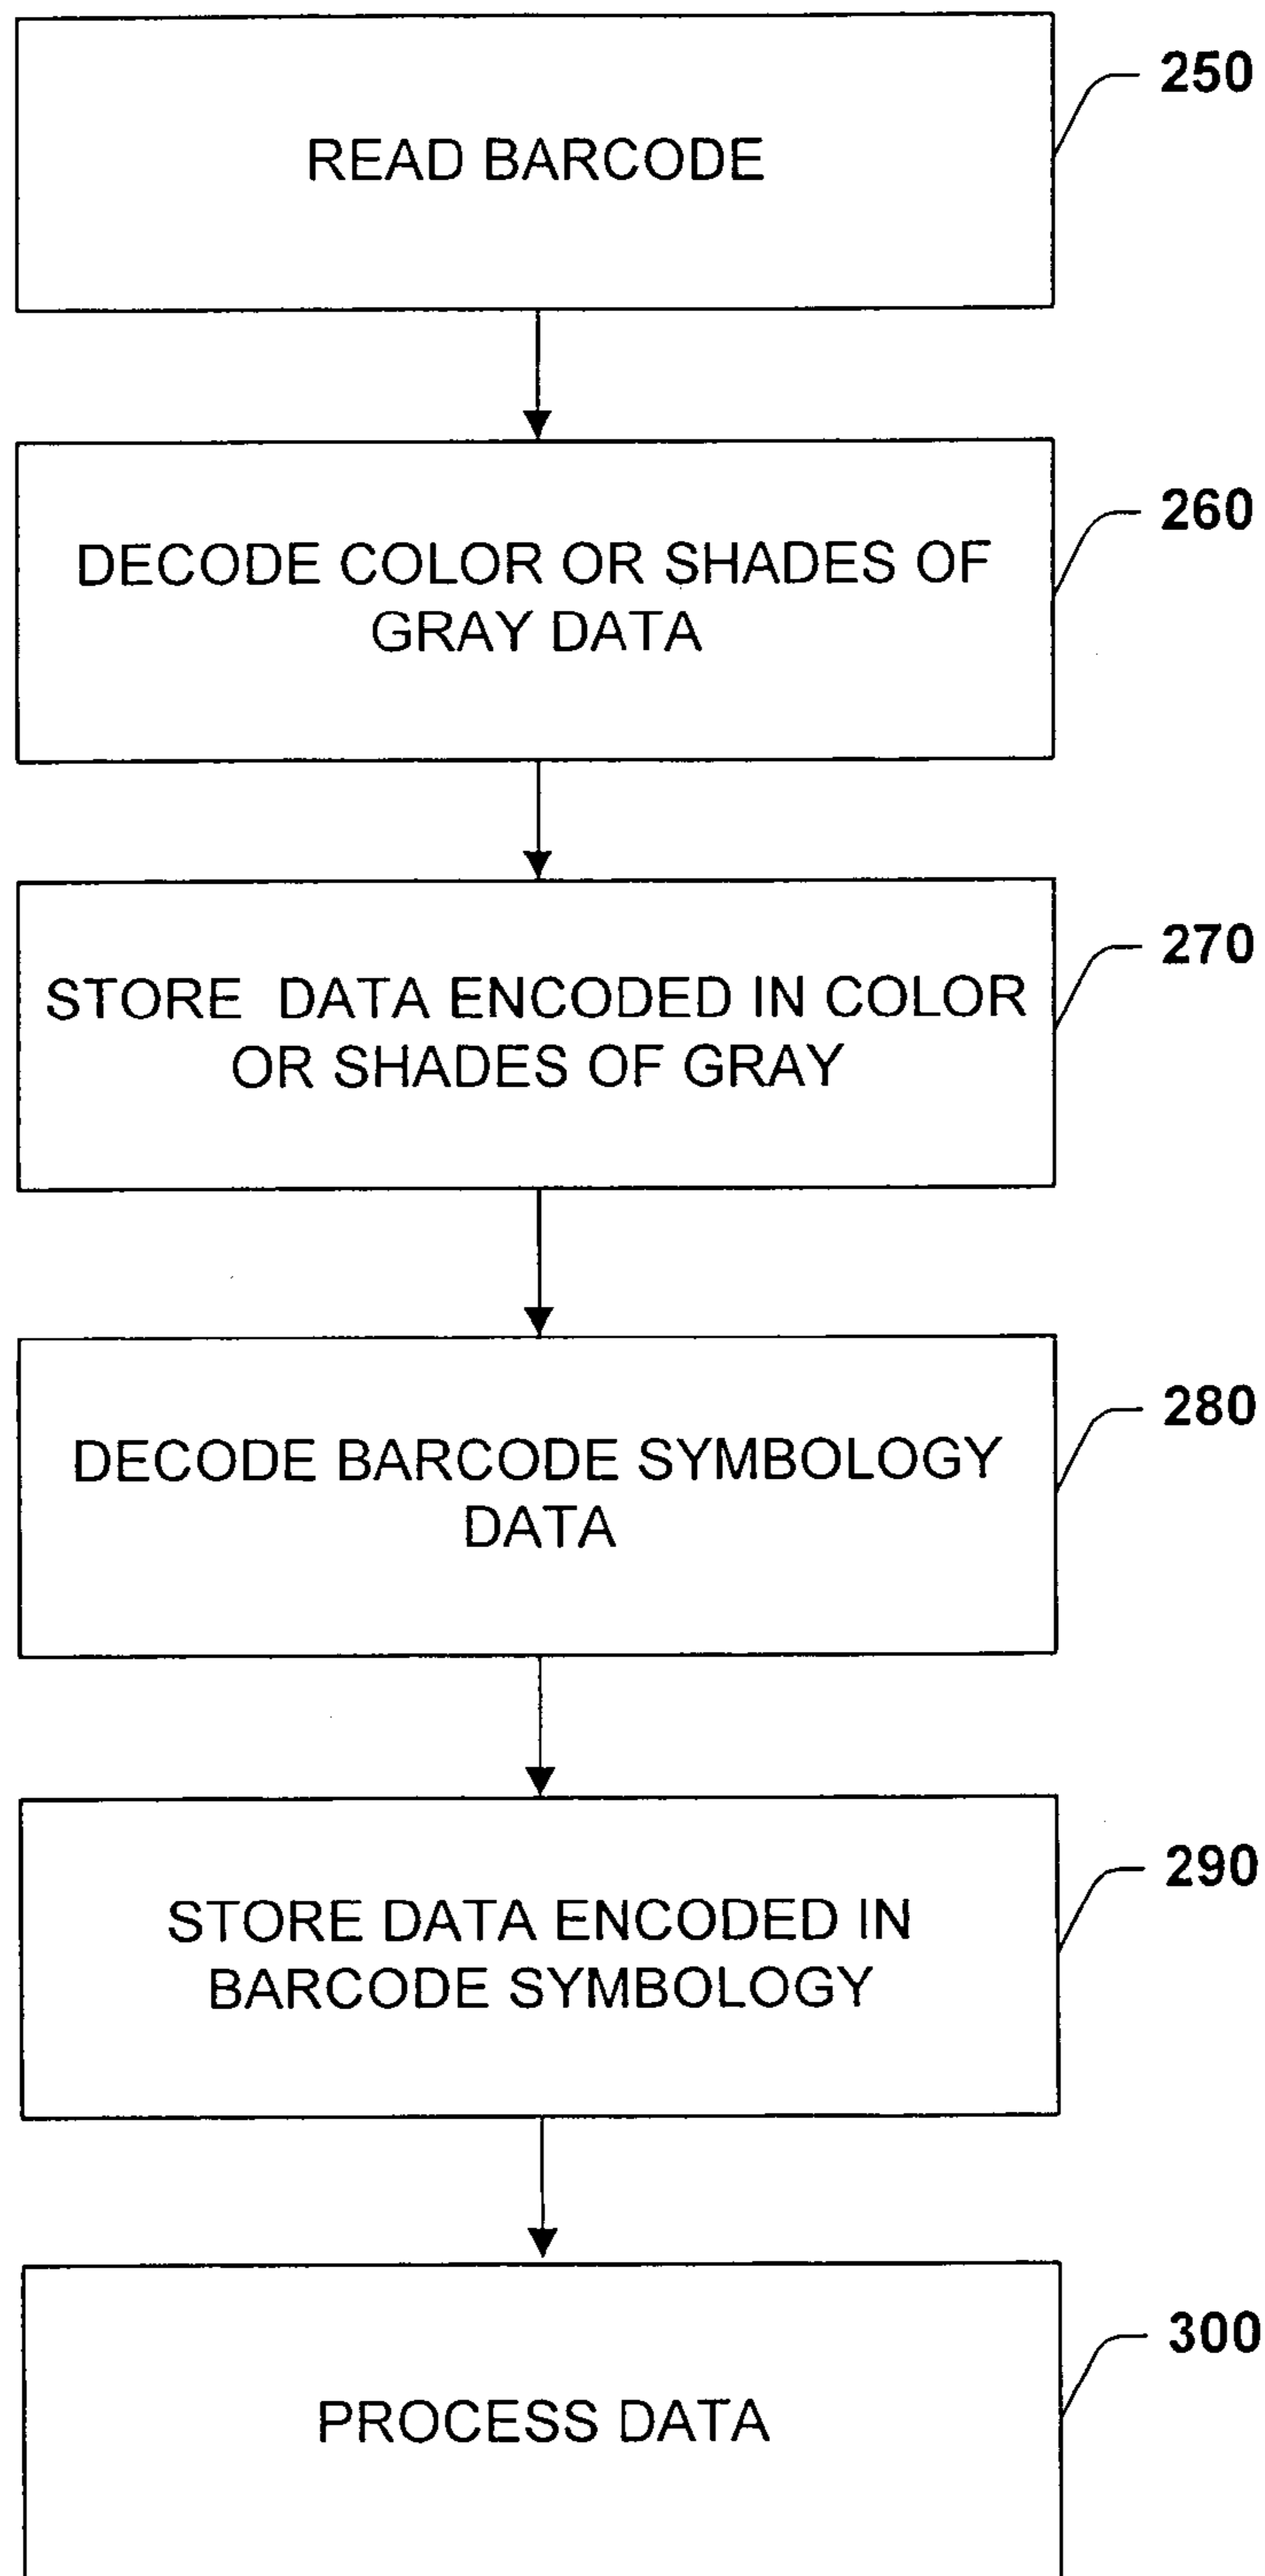 250
READ BARCODE
260
DECODE COLOR OR SHADES OF
GRAY DATA
270
STORE DATA ENCODED IN COLOR
OR SHADES OF GRAY
280
DECODE BARCODE SYMBOLOGY
DATA
290
STORE DATA ENCODED IN
BARCODE SYMBOLOGY
300
PROCESS DATA